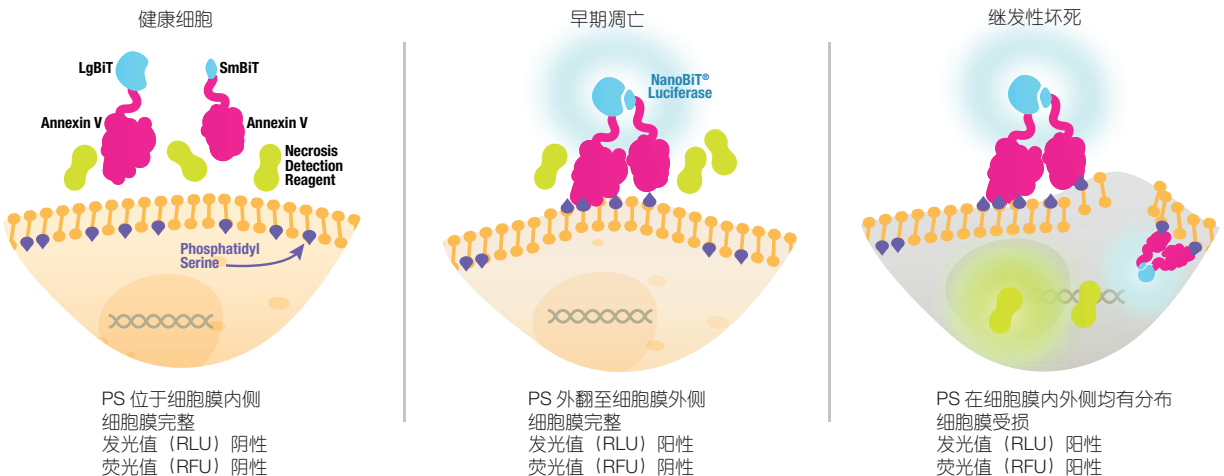 健康细胞
早期凋亡
继发性坏死
LgBiT
SmBiT
Annexin V
Annexin V
Necrosis
Detection
Reagent
Phosphatidyl
Serine
NanoBiT®
Luciferase
PS 位于细胞膜内侧
细胞膜完整
发光值（RLU）阴性
荧光值（RFU）阴性
PS 外翻至细胞膜外侧
细胞膜完整
发光值（RLU）阳性
荧光值（RFU）阴性
PS 在细胞膜内外侧均有分布
细胞膜受损
发光值（RLU）阳性
荧光值（RFU）阳性